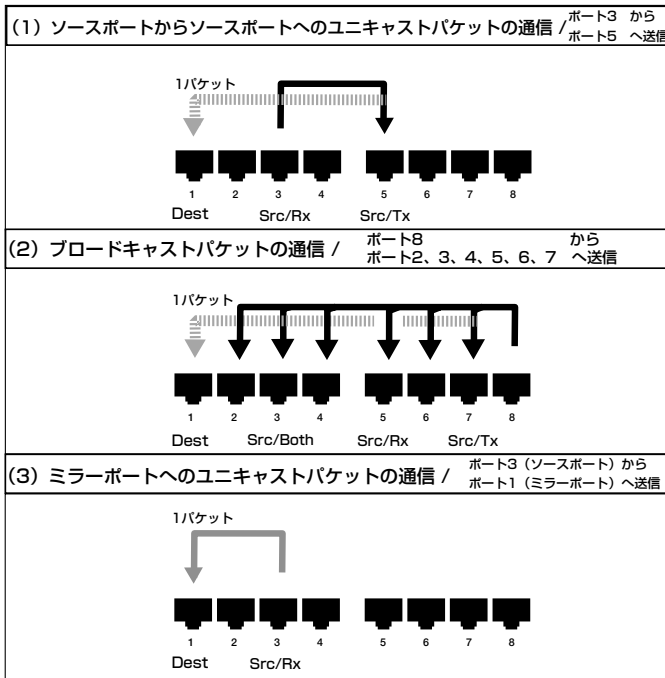 (1) ソースポートからソースポートへのユニキャストパケットの通信 / ポート3 から
ポート5 へ送信
1パケット
1 2 3 4 5 6 7 8
Dest Src/Rx Src/Tx
(2) ブロードキャストパケットの通信 / ポート8 から
ポート2、3、4、5、6、7 へ送信
1パケット
1 2 3 4 5 6 7 8
Dest Src/Both Src/Rx Src/Tx
(3) ミラーポートへのユニキャストパケットの通信 / ポート3（ソースポート）から
ポート1（ミラーポート）へ送信
1パケット
1 2 3 4 5 6 7 8
Dest Src/Rx